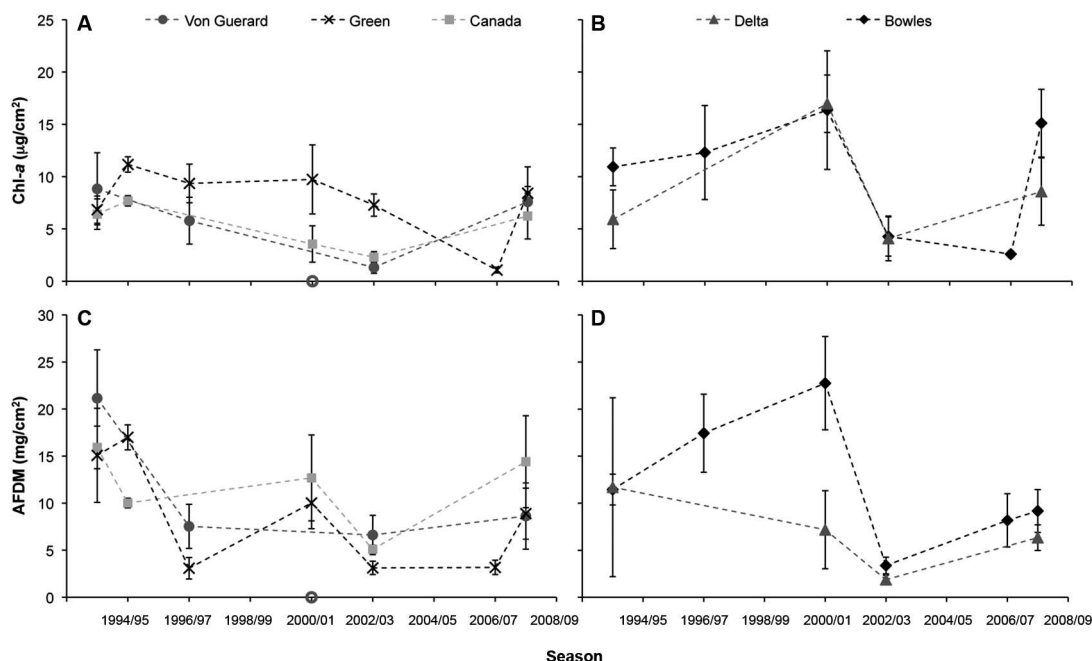 A
Von Guerard
Green
Canada
B
Delta
Bowles
25
20
15
10
5
0
Chl-a (µg/cm²)
C
D
30
25
20
15
10
5
0
AFDM (mg/cm²)
1994/95 1996/97 1998/99 2000/01 2002/03 2004/05 2006/07 2008/09
1994/95 1996/97 1998/99 2000/01 2002/03 2004/05 2006/07 2008/09
Season